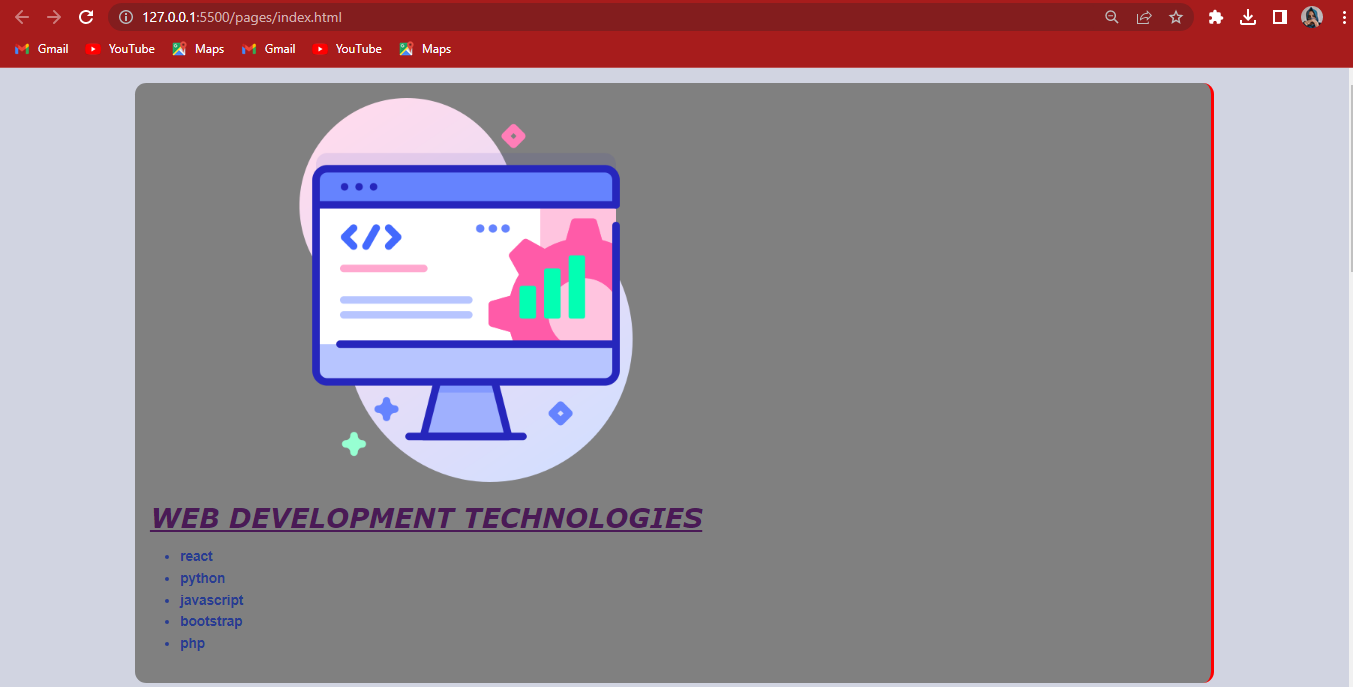 127.0.0.1:5500/pages/index.html
Gmail YouTube Maps Gmail YouTube Maps
</>
WEB DEVELOPMENT TECHNOLOGIES
react
python
javascript
bootstrap
php